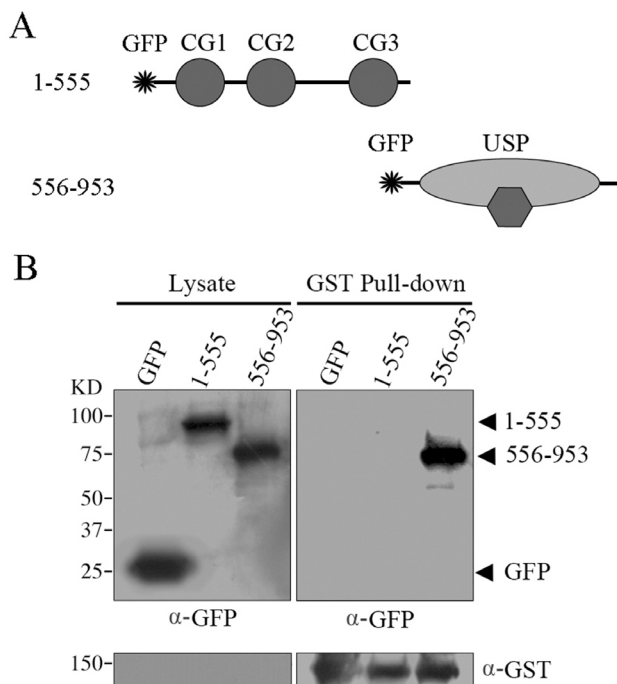 A
GFP CG1 CG2 CG3
1-555
GFP USP
556-953
B
Lysate GST Pull-down
GFP 1-555 556-953 GFP 1-555 556-953
KD
100- 1-555
75- 556-953
50-
37-
25- GFP
α-GFP α-GFP
150- α-GST